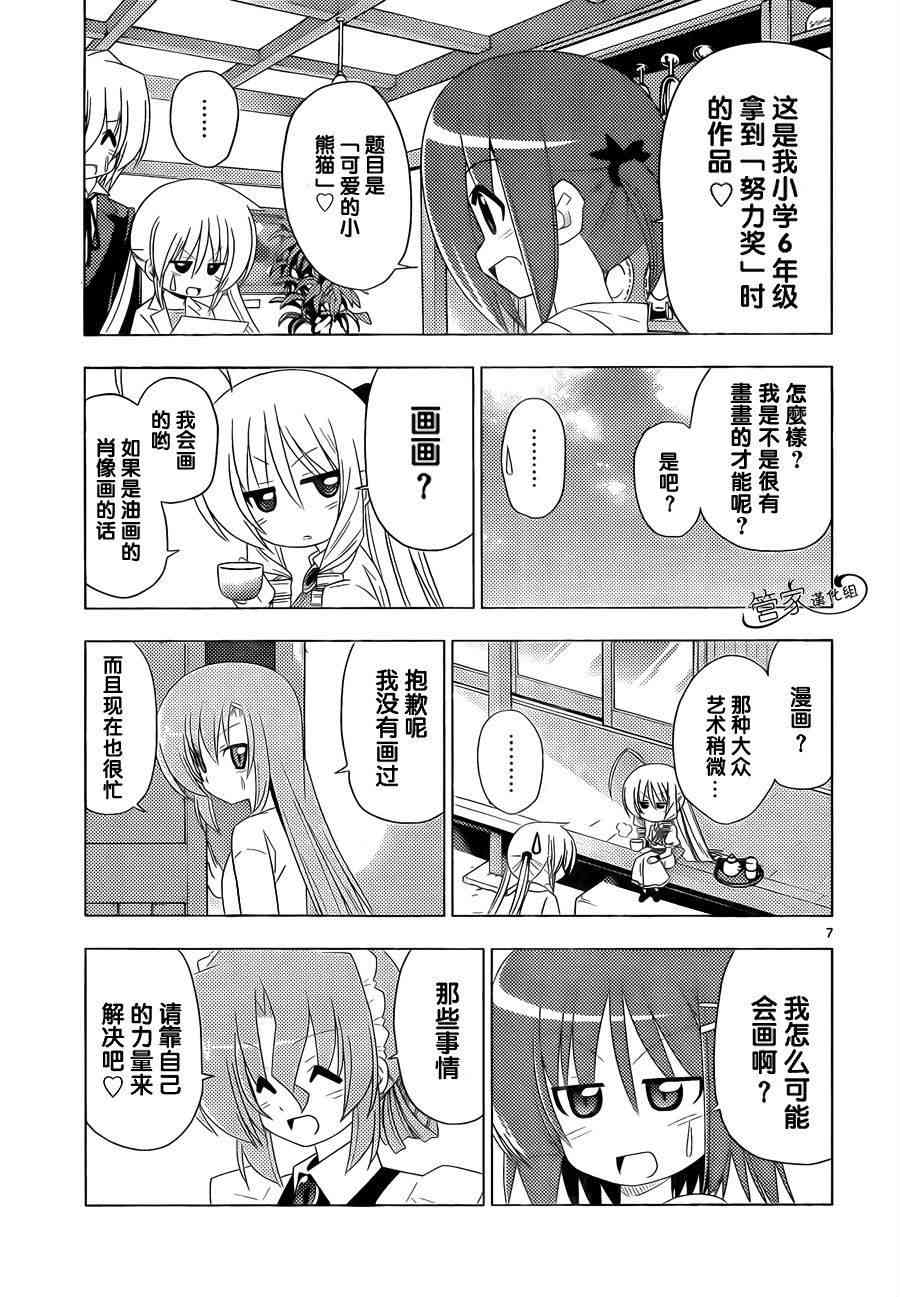 这是我小学6年级
拿到「努力奖」时
的作品♡
题目是
「可爱的小
熊猫」♡
……
怎麼樣？
我是不是很有
畫畫的才能呢？
是吧？
……
画画？
我会画
的哟
如果是油画的
肖像画的话
管家進化组
漫画？
那种大众
艺术稍微…
……
抱歉呢
我没有画过
而且现在也很忙
7
我怎么可能
会画啊？
那些事情
请靠自己
的力量来
解决吧♡